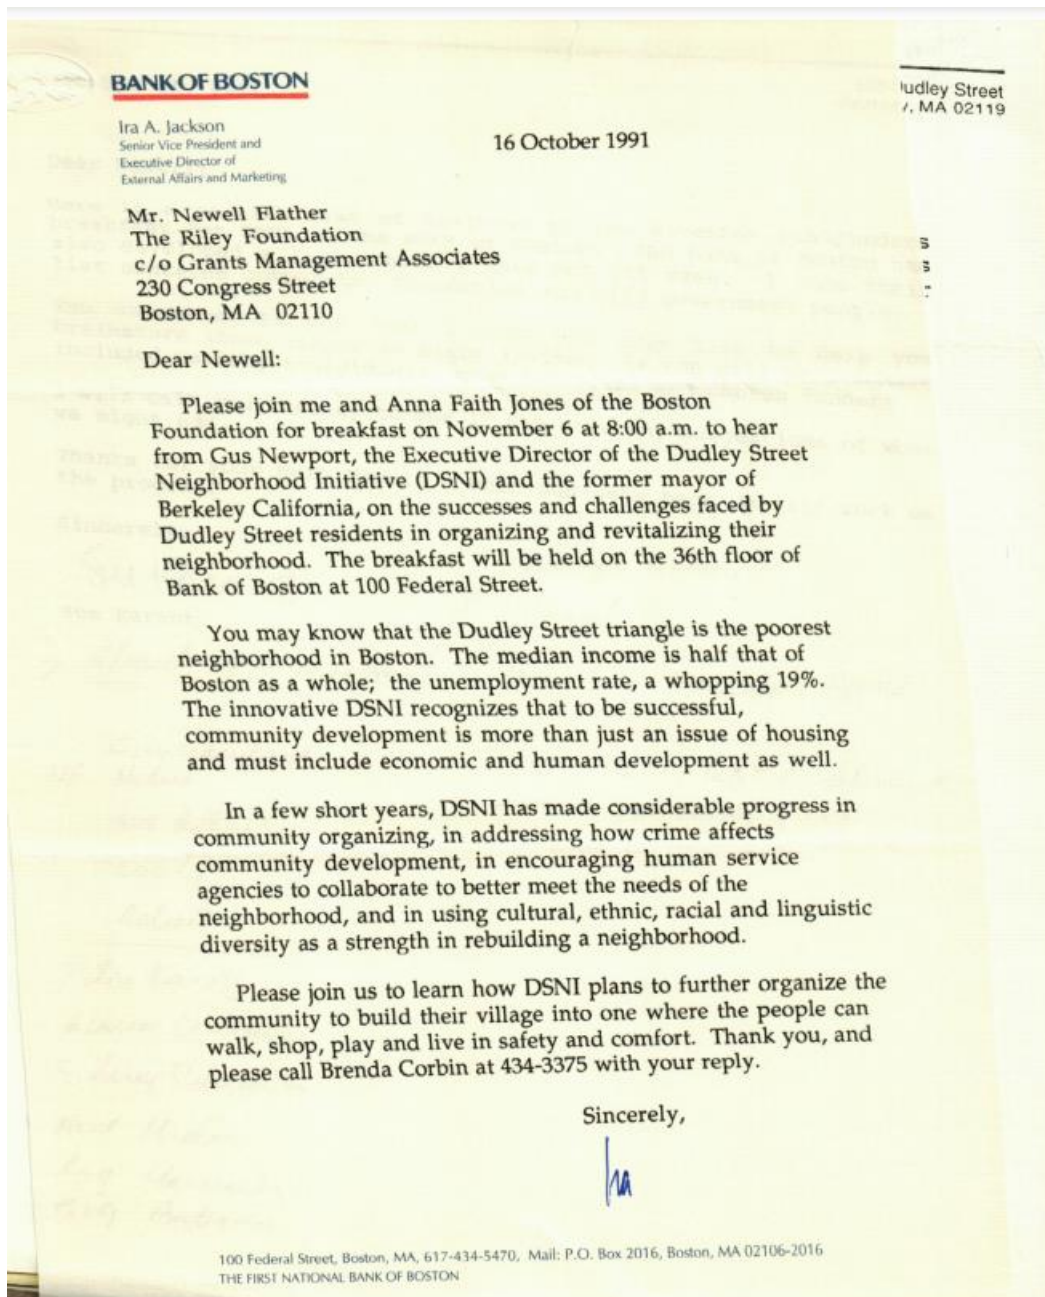 BANK OF BOSTON
udley Street
, MA 02119
Ira A. Jackson
Senior Vice President and
Executive Director of
External Affairs and Marketing
16 October 1991
Mr. Newell Flather
The Riley Foundation
c/o Grants Management Associates
230 Congress Street
Boston, MA 02110
Dear Newell:
Please join me and Anna Faith Jones of the Boston
Foundation for breakfast on November 6 at 8:00 a.m. to hear
from Gus Newport, the Executive Director of the Dudley Street
Neighborhood Initiative (DSNI) and the former mayor of
Berkeley California, on the successes and challenges faced by
Dudley Street residents in organizing and revitalizing their
neighborhood. The breakfast will be held on the 36th floor of
Bank of Boston at 100 Federal Street.
You may know that the Dudley Street triangle is the poorest
neighborhood in Boston. The median income is half that of
Boston as a whole; the unemployment rate, a whopping 19%.
The innovative DSNI recognizes that to be successful,
community development is more than just an issue of housing
and must include economic and human development as well.
In a few short years, DSNI has made considerable progress in
community organizing, in addressing how crime affects
community development, in encouraging human service
agencies to collaborate to better meet the needs of the
neighborhood, and in using cultural, ethnic, racial and linguistic
diversity as a strength in rebuilding a neighborhood.
Please join us to learn how DSNI plans to further organize the
community to build their village into one where the people can
walk, shop, play and live in safety and comfort. Thank you, and
please call Brenda Corbin at 434-3375 with your reply.
Sincerely,
Ira
100 Federal Street, Boston, MA, 617-434-5470, Mail: P.O. Box 2016, Boston, MA 02106-2016
THE FIRST NATIONAL BANK OF BOSTON